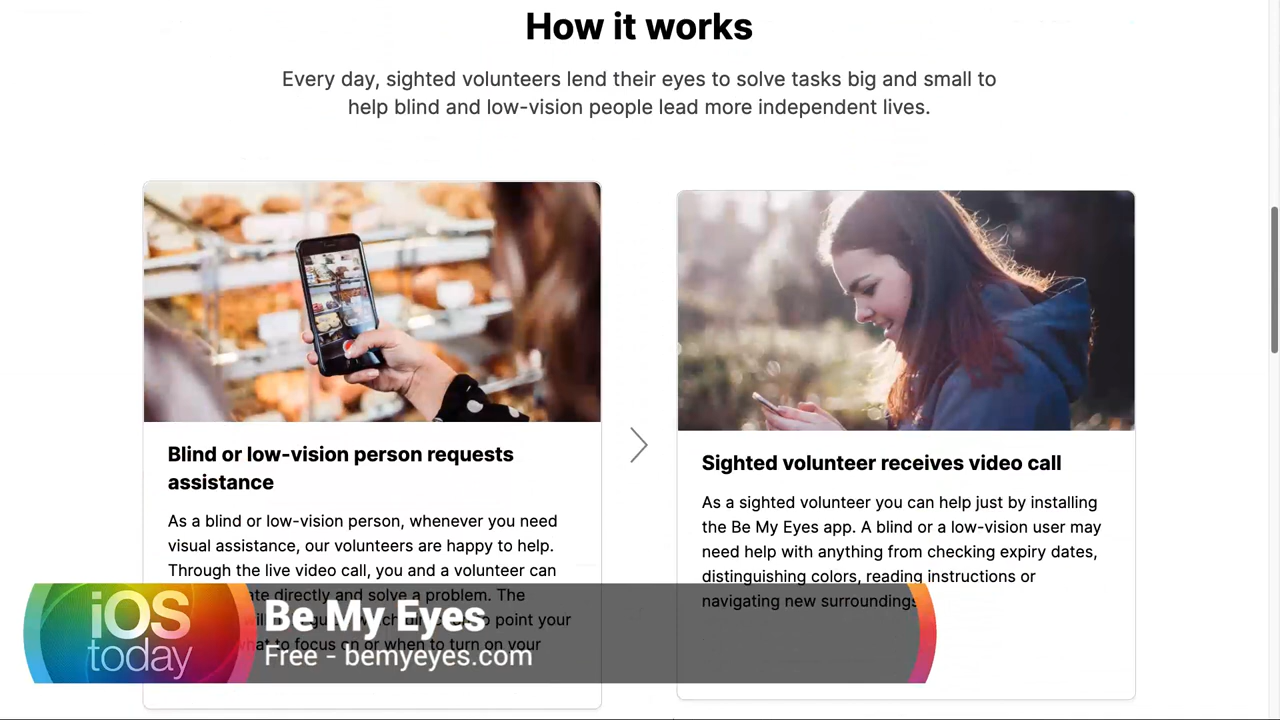 How it works
Every day, sighted volunteers lend their eyes to solve tasks big and small to
help blind and low-vision people lead more independent lives.
Blind or low-vision person requests
assistance
As a blind or low-vision person, whenever you need
visual assistance, our volunteers are happy to help.
Through the live video call, you and a volunteer can
directly and solve a problem. The
to point your
what to focus on or when to turn on your
Sighted volunteer receives video call
As a sighted volunteer you can help just by installing
the Be My Eyes app. A blind or a low-vision user may
need help with anything from checking expiry dates,
distinguishing colors, reading instructions or
navigating new surroundings
iOS
today
Be My Eyes
Free - bemyeyes.com